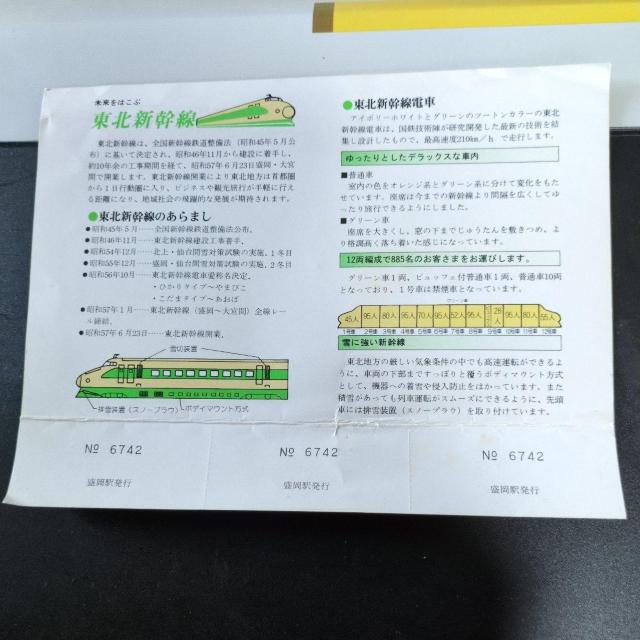 未来をはこぶ
東北新幹線
東北新幹線は、全国新幹線鉄道整備法（昭和45年５月公
布）に基いて決定され、昭和46年11月から建設に着手し、
約10年余の工事期間を経て、昭和57年６月23日盛岡・大宮
間で開業します。東北新幹線開業により東北地方は首都圏
から１日行動圏に入り、ビジネスや観光旅行が手軽に行え
る距離になり、地域社会の飛躍的な発展が期待されます。
●東北新幹線のあらまし
●昭和45年５月……全国新幹線鉄道整備法公布。
●昭和46年11月……東北新幹線建設工事着手。
●昭和54年12月……北上・仙台間雪対策試験の実施、１冬目
●昭和55年12月……盛岡・仙台間雪対策試験の実施、２冬目
●昭和56年10月……東北新幹線電車愛称名決定。
・ひかりタイプ〜やまびこ
・こだまタイプ〜あおば
●昭和57年１月……東北新幹線（盛岡〜大宮間）全線レー
ル締結。
●昭和57年６月23日……東北新幹線開業。
雪切装置
排雪装置（スノープラウ）
ボディマウント方式
●東北新幹線電車
アイボリーホワイトとグリーンのツートンカラーの東北
新幹線電車は、国鉄技術陣が研究開発した最新の技術を結
集し設計したもので、最高速度210km／hで走行します。
ゆったりとしたデラックスな車内
■普通車
室内の色をオレンジ系とグリーン系に分けて変化をもた
せています。座席は今までの新幹線より間隔を広くしてゆ
ったり旅行できるようにしました。
■グリーン車
座席を大きくし、窓の下までじゅうたんを敷きつめ、よ
り格調高く落ち着いた感じになっています。
12両編成で885名のお客さまをお運びします。
グリーン車１両、ビュッフェ付普通車１両、普通車10両
となっており、１号車は禁煙車となっています。
グリーン車
45人 95人 80人 95人 70人 95人 52人 95人 28人 95人 80人 55人
1号車 2号車 3号車 4号車 5号車 6号車 7号車 8号車 9号車 10号車 11号車 12号車
雪に強い新幹線
東北地方の厳しい気象条件の中でも高速運転ができるよ
うに、車両の下部まですっぽりと覆うボディマウント方式
として、機器への着雪や侵入防止をはかっています。また
積雪があっても列車運転がスムーズにできるように、先頭
車には排雪装置（スノープラウ）を取り付けています。
№ 6742
№ 6742
№ 6742
盛岡駅発行
盛岡駅発行
盛岡駅発行